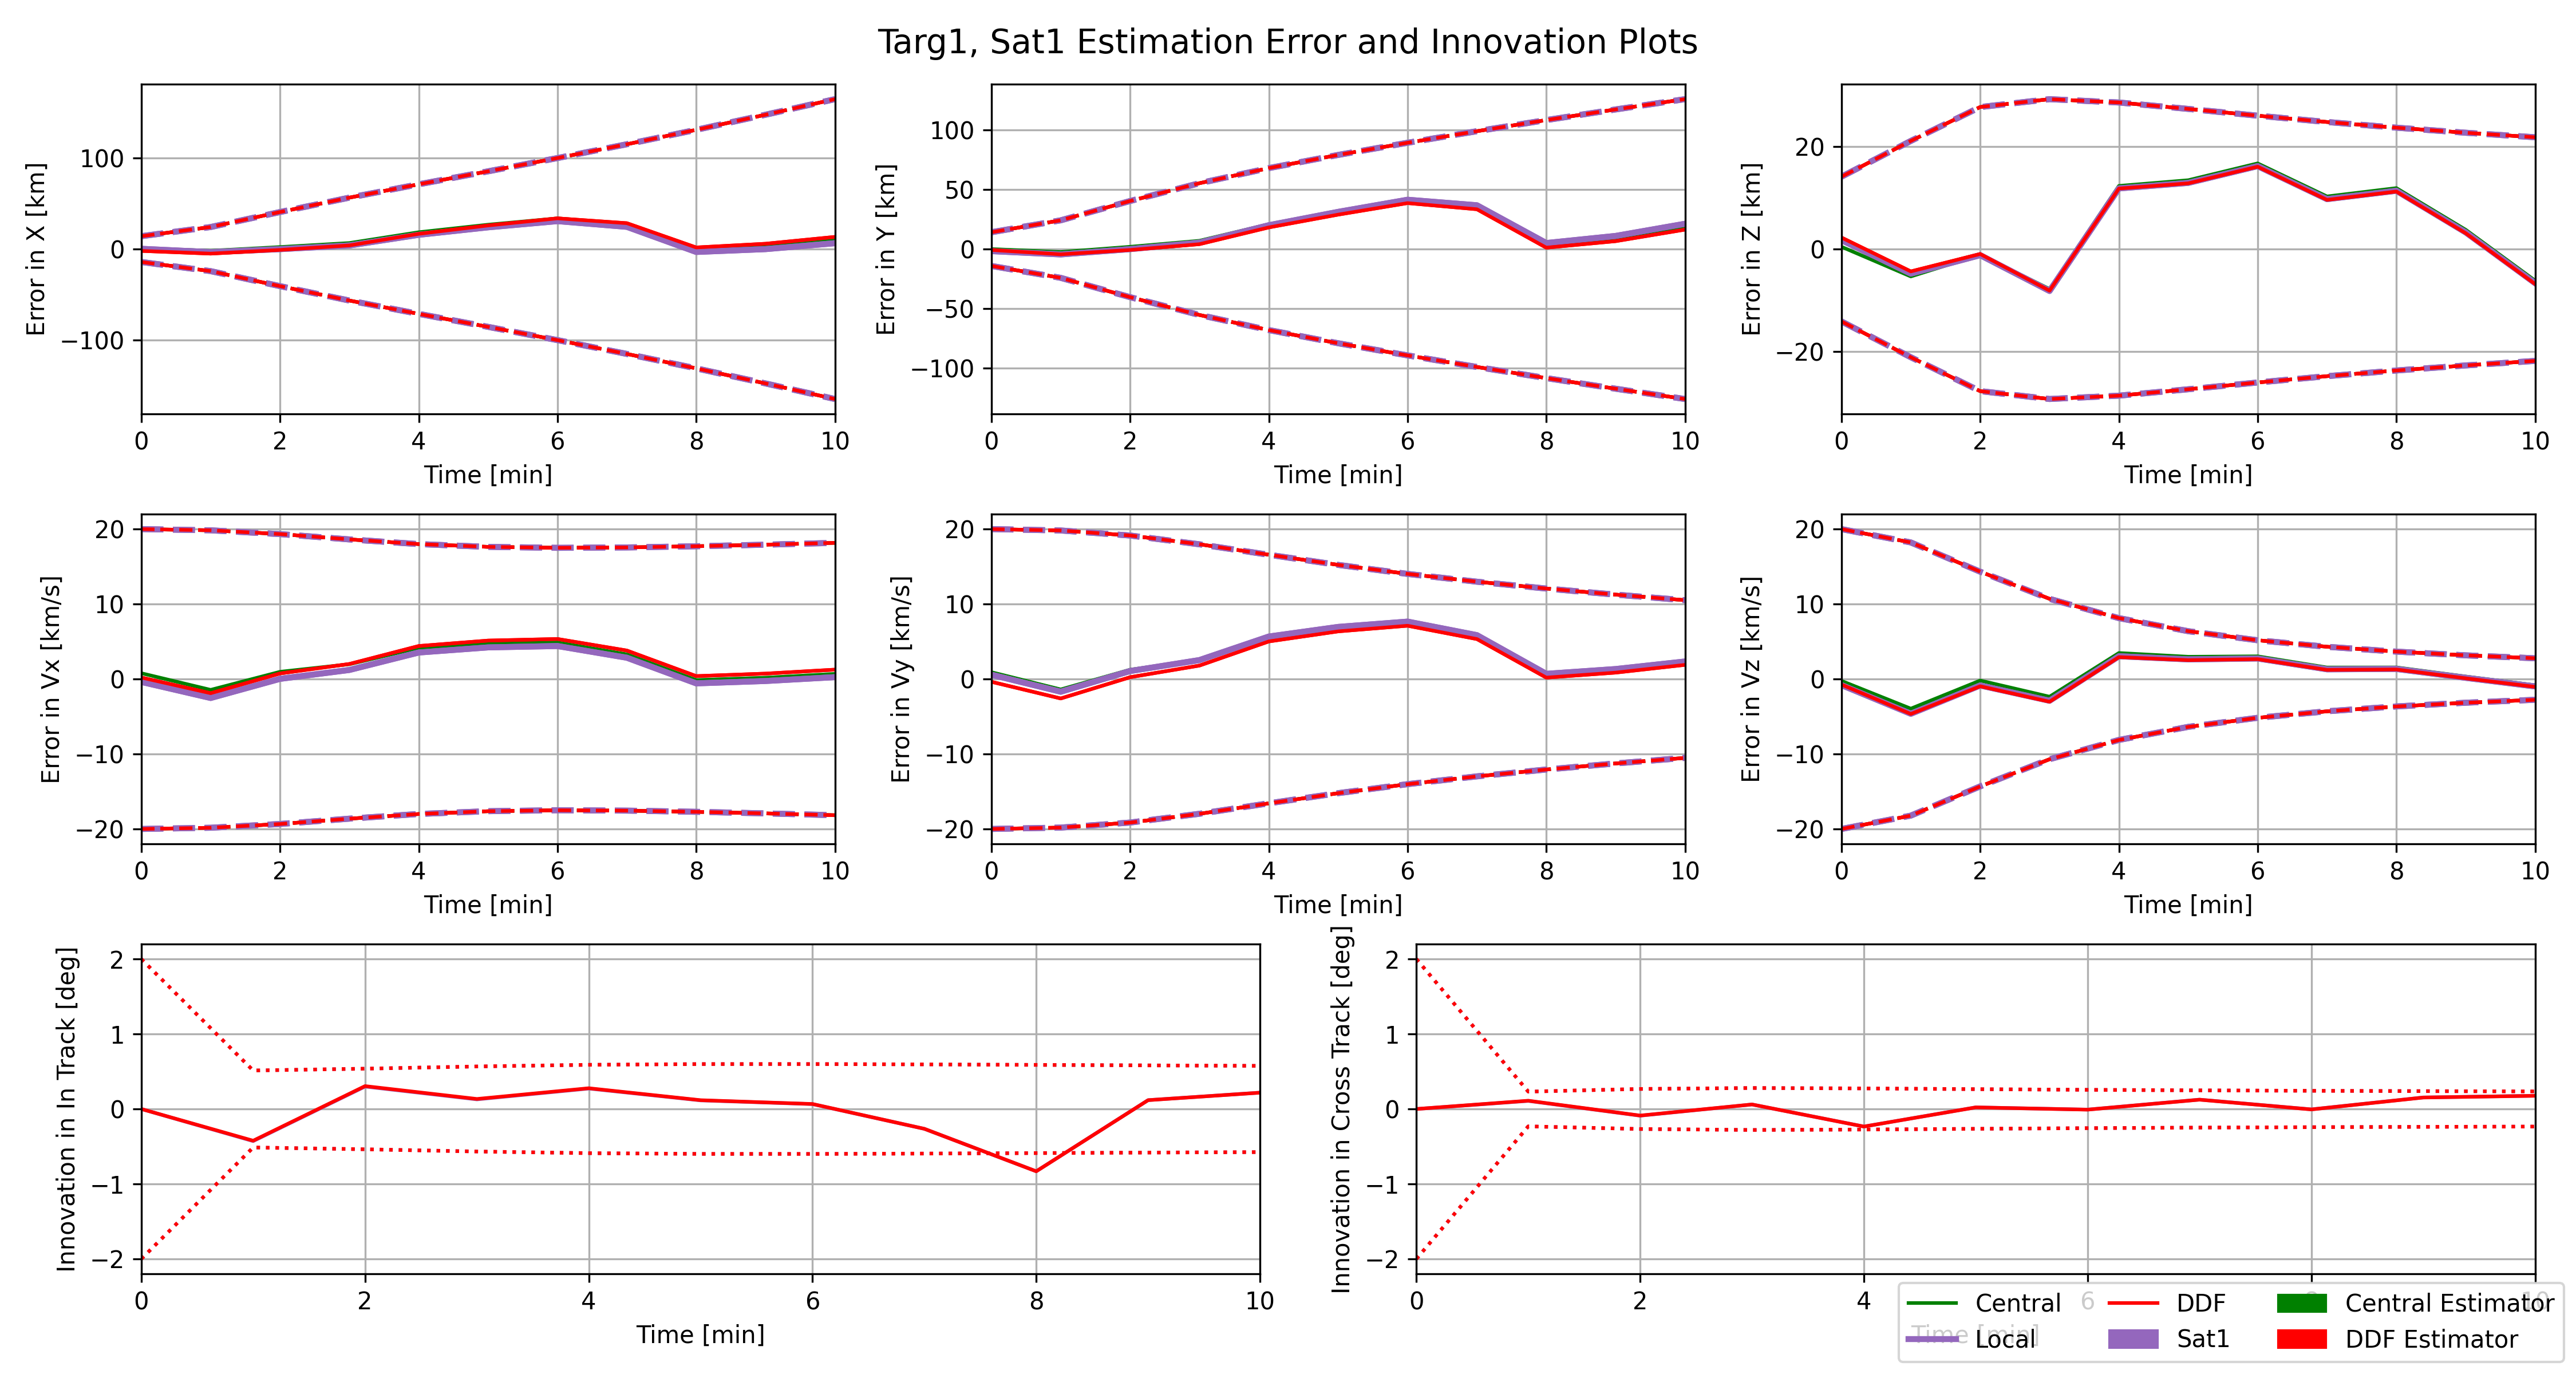 Targ1, Sat1 Estimation Error and Innovation Plots
Error in X [km]
100
0
−100
0 2 4 6 8 10
Time [min]
Error in Y [km]
100
50
0
−50
−100
0 2 4 6 8 10
Time [min]
Error in Z [km]
20
0
−20
0 2 4 6 8 10
Time [min]
Error in Vx [km/s]
20
10
0
−10
−20
0 2 4 6 8 10
Time [min]
Error in Vy [km/s]
20
10
0
−10
−20
0 2 4 6 8 10
Time [min]
Error in Vz [km/s]
20
10
0
−10
−20
0 2 4 6 8 10
Time [min]
Innovation in In Track [deg]
2
1
0
−1
−2
0 2 4 6 8 10
Time [min]
Innovation in Cross Track [deg]
2
1
0
−1
−2
0 2 4 6 8 10
Time [min]
Central DDF Central Estimator
Local Sat1 DDF Estimator